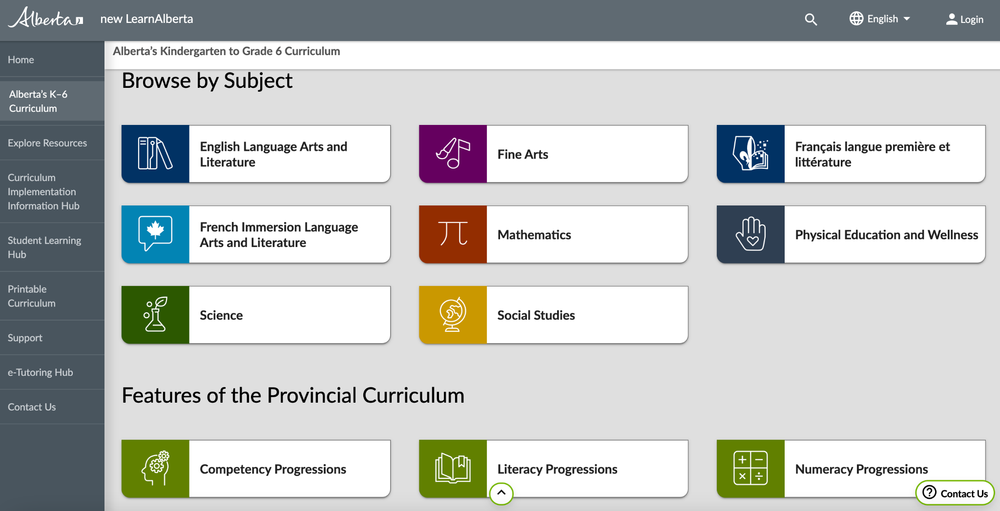 Alberta
new LearnAlberta
English
Login
Home
Alberta's K–6
Curriculum
Explore Resources
Curriculum
Implementation
Information Hub
Student Learning
Hub
Printable
Curriculum
Support
e-Tutoring Hub
Contact Us
Alberta's Kindergarten to Grade 6 Curriculum
Browse by Subject
English Language Arts and
Literature
Fine Arts
Français langue première et
littérature
French Immersion Language
Arts and Literature
Mathematics
Physical Education and Wellness
Science
Social Studies
Features of the Provincial Curriculum
Competency Progressions
Literacy Progressions
Numeracy Progressions
Contact Us